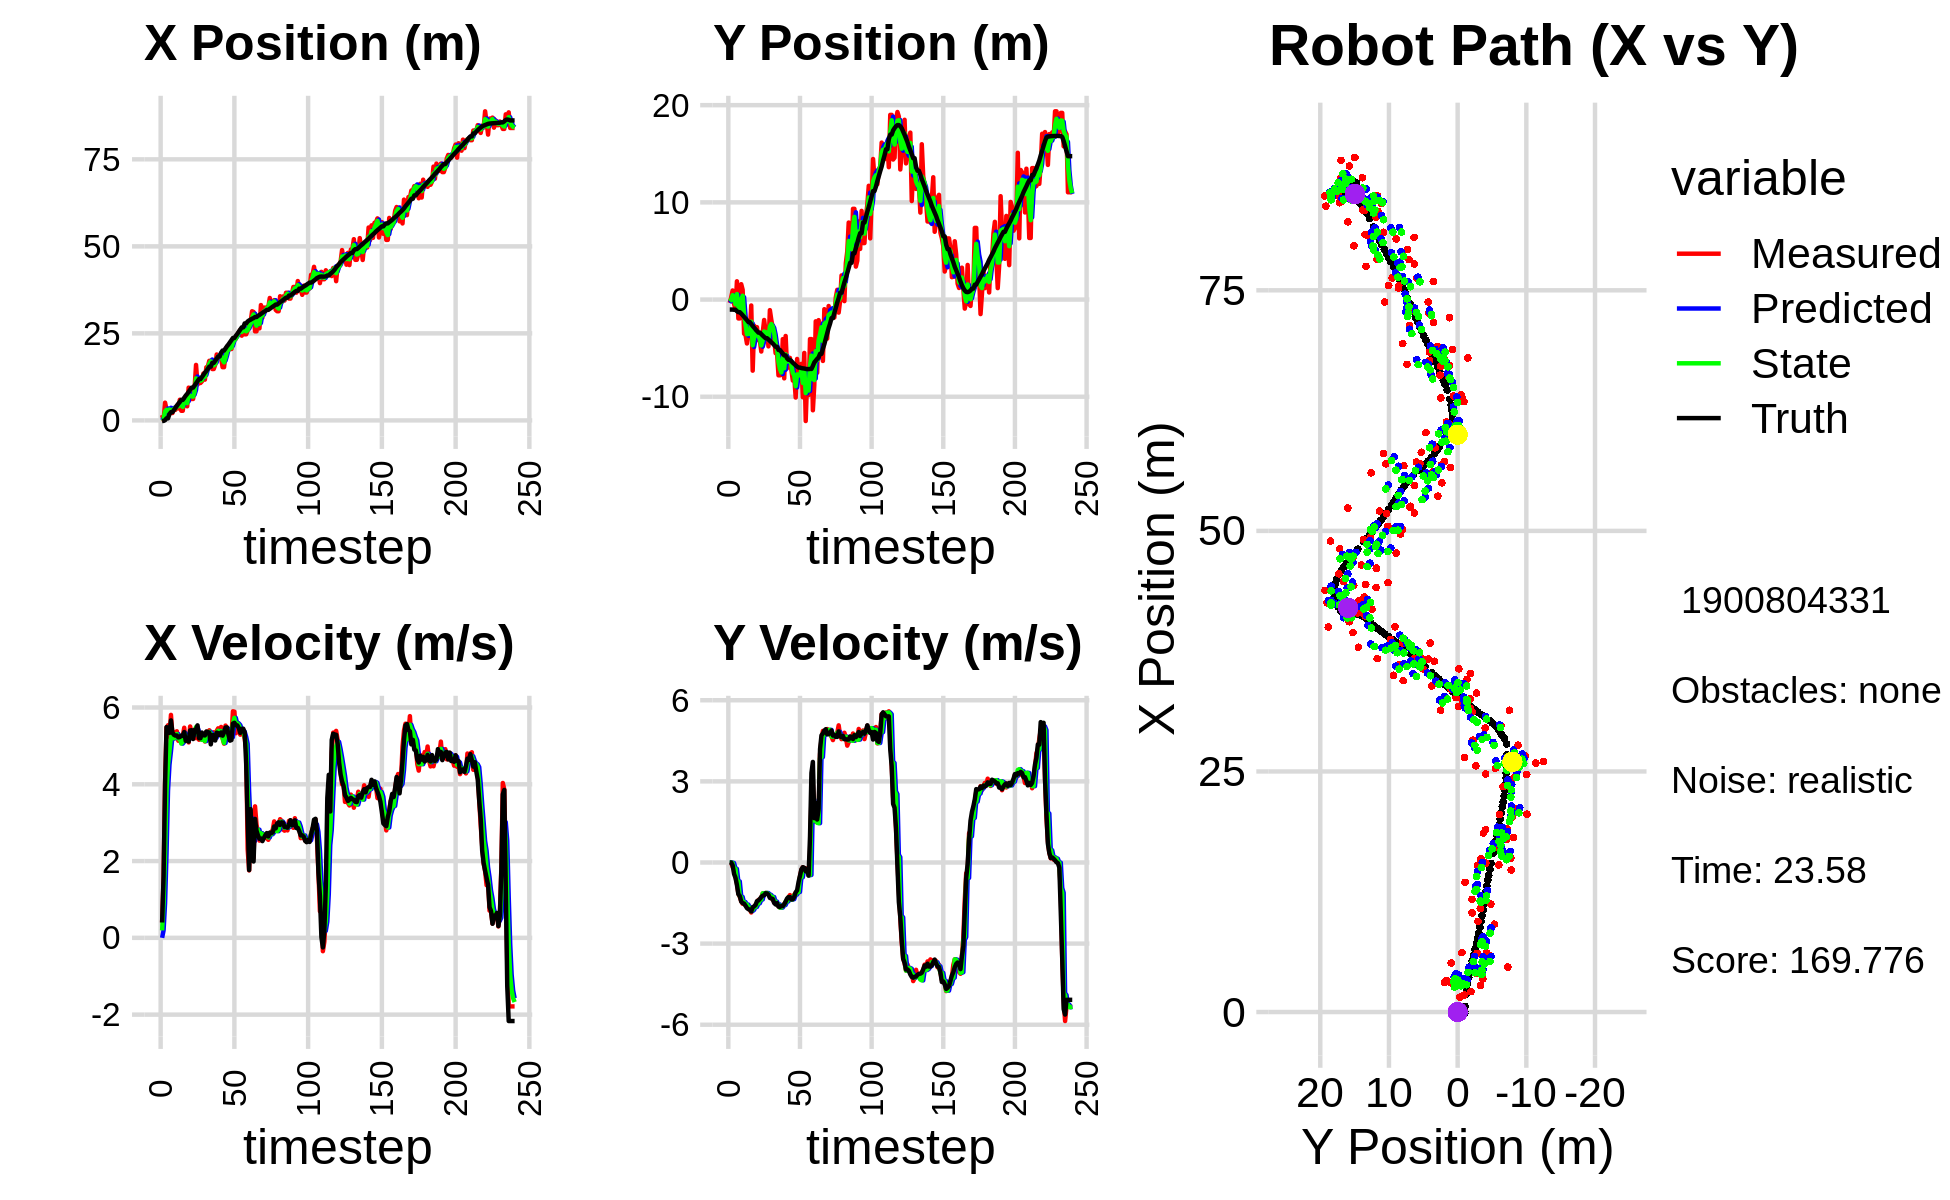 X Position (m)
75
50
25
0
0 50 100 150 200 250
timestep
Y Position (m)
20
10
0
-10
0 50 100 150 200 250
timestep
X Velocity (m/s)
6
4
2
0
-2
0 50 100 150 200 250
timestep
Y Velocity (m/s)
6
3
0
-3
-6
0 50 100 150 200 250
timestep
Robot Path (X vs Y)
X Position (m)
75
50
25
0
20 10 0 -10 -20
Y Position (m)
variable
Measured
Predicted
State
Truth
1900804331
Obstacles: none
Noise: realistic
Time: 23.58
Score: 169.776